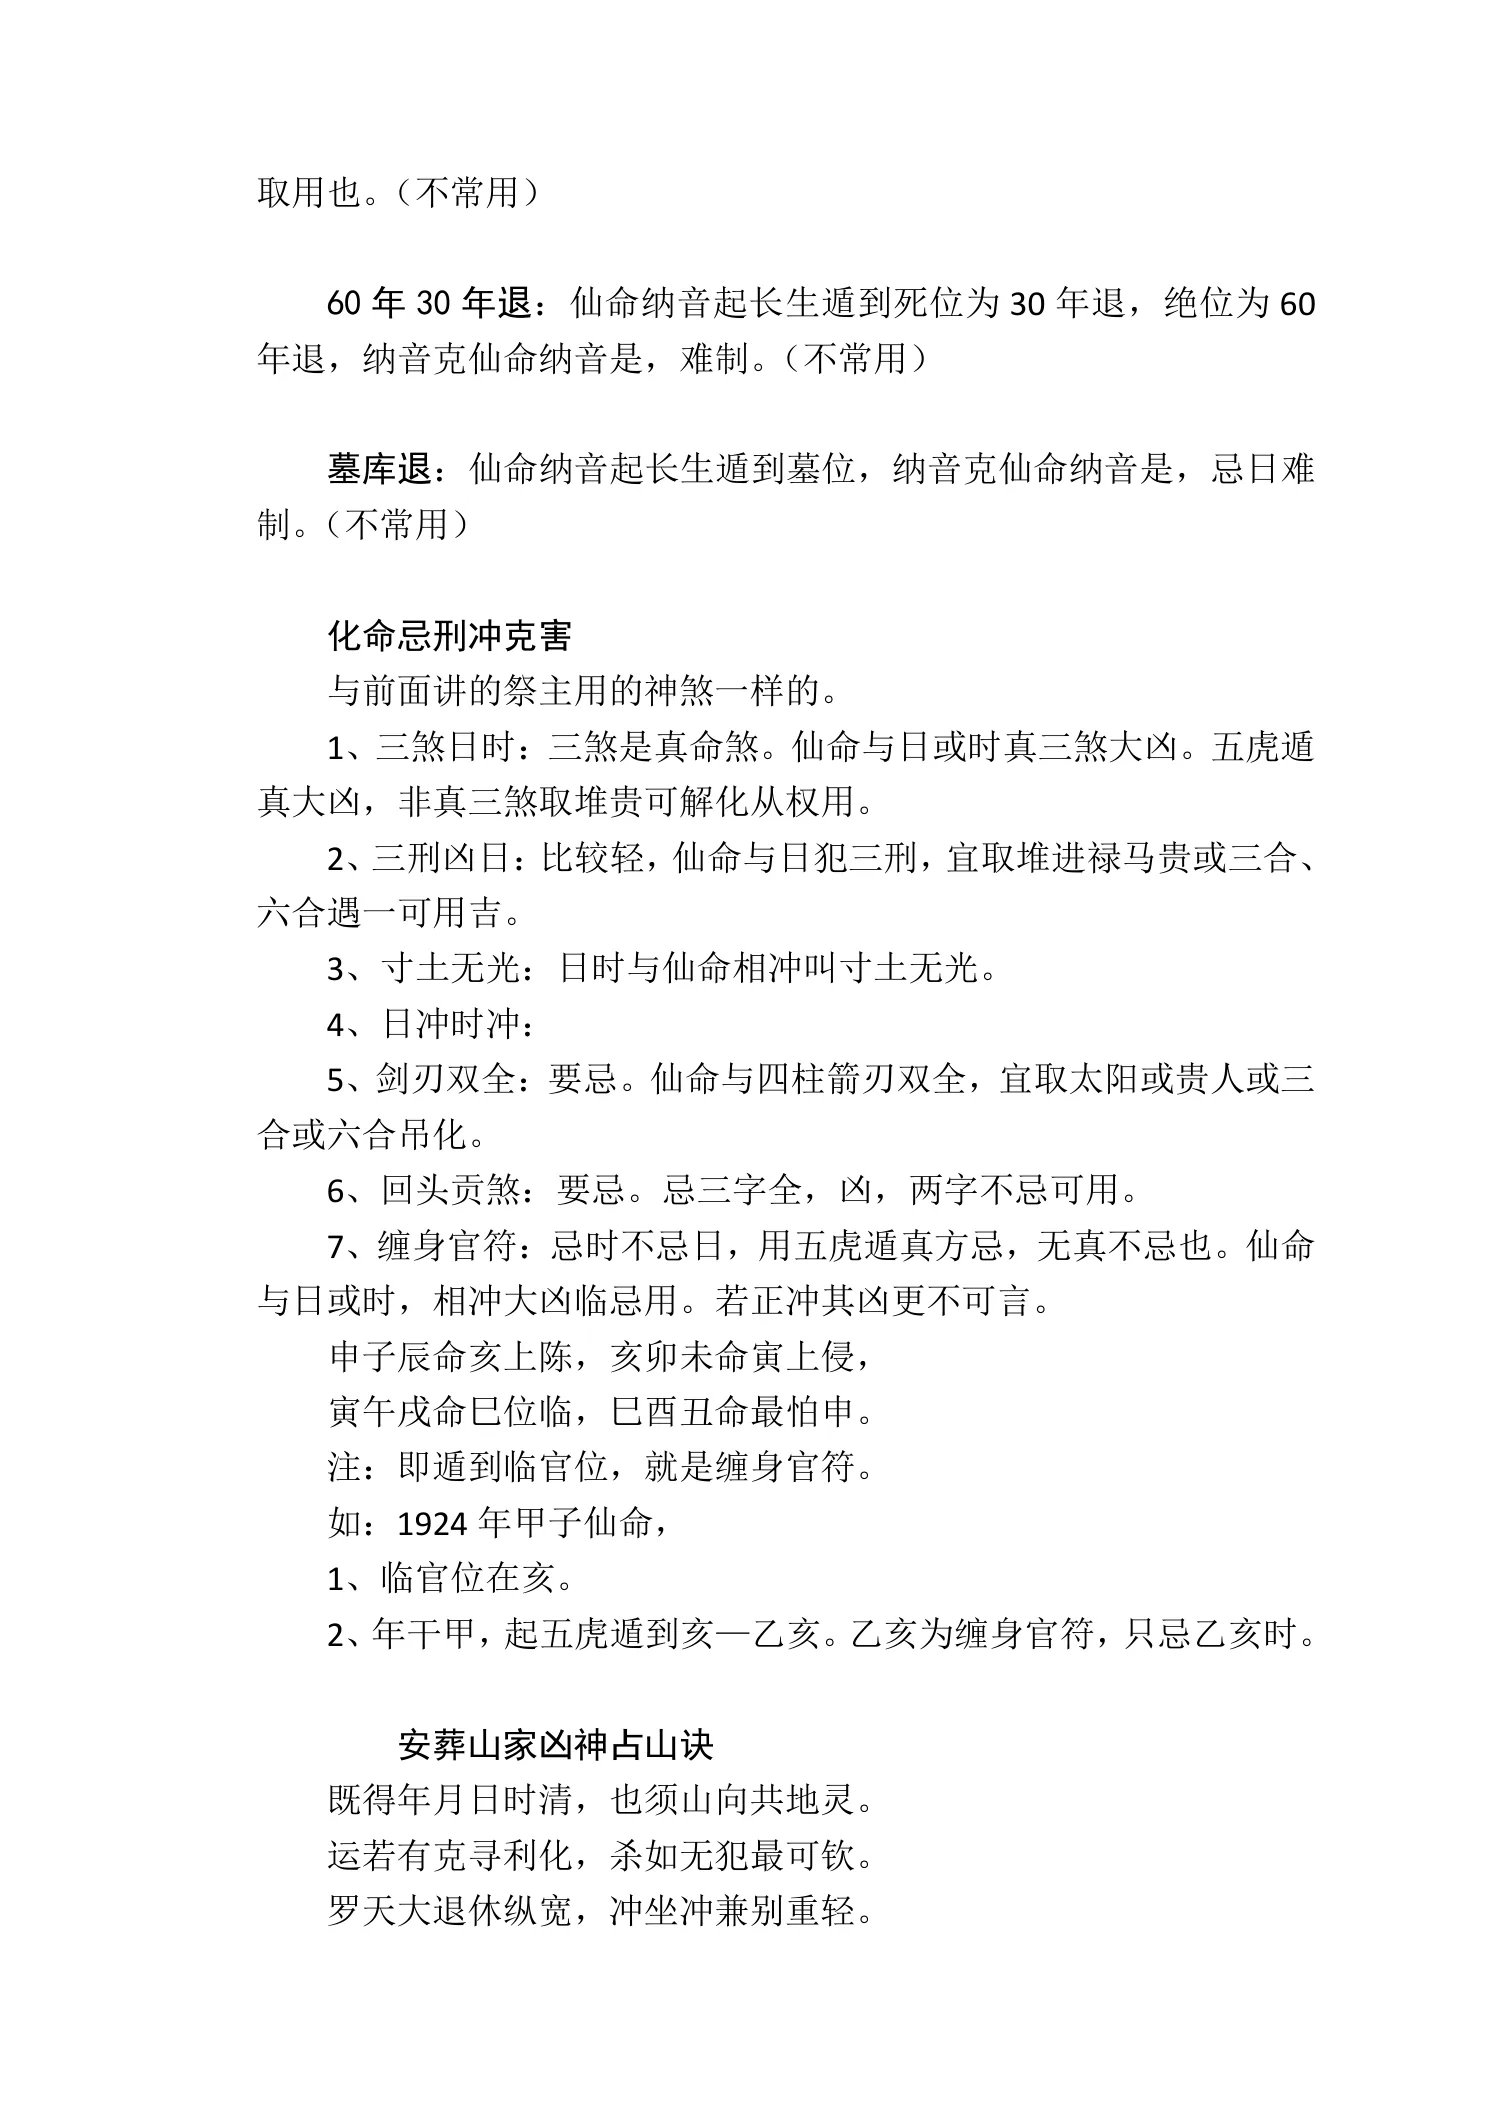 取用也。（不常用）
60 年 30 年退：仙命纳音起长生遁到死位为 30 年退，绝位为 60
年退，纳音克仙命纳音是，难制。（不常用）
墓库退：仙命纳音起长生遁到墓位，纳音克仙命纳音是，忌日难
制。（不常用）
化命忌刑冲克害
与前面讲的祭主用的神煞一样的。
1、三煞日时：三煞是真命煞。仙命与日或时真三煞大凶。五虎遁
真大凶，非真三煞取堆贵可解化从权用。
2、三刑凶日：比较轻，仙命与日犯三刑，宜取堆进禄马贵或三合、
六合遇一可用吉。
3、寸土无光：日时与仙命相冲叫寸土无光。
4、日冲时冲：
5、剑刃双全：要忌。仙命与四柱箭刃双全，宜取太阳或贵人或三
合或六合吊化。
6、回头贡煞：要忌。忌三字全，凶，两字不忌可用。
7、缠身官符：忌时不忌日，用五虎遁真方忌，无真不忌也。仙命
与日或时，相冲大凶临忌用。若正冲其凶更不可言。
申子辰命亥上陈，亥卯未命寅上侵，
寅午戌命巳位临，巳酉丑命最怕申。
注：即遁到临官位，就是缠身官符。
如：1924 年甲子仙命，
1、临官位在亥。
2、年干甲，起五虎遁到亥—乙亥。乙亥为缠身官符，只忌乙亥时。
安葬山家凶神占山诀
既得年月日时清，也须山向共地灵。
运若有克寻利化，杀如无犯最可钦。
罗天大退休纵宽，冲坐冲兼别重轻。